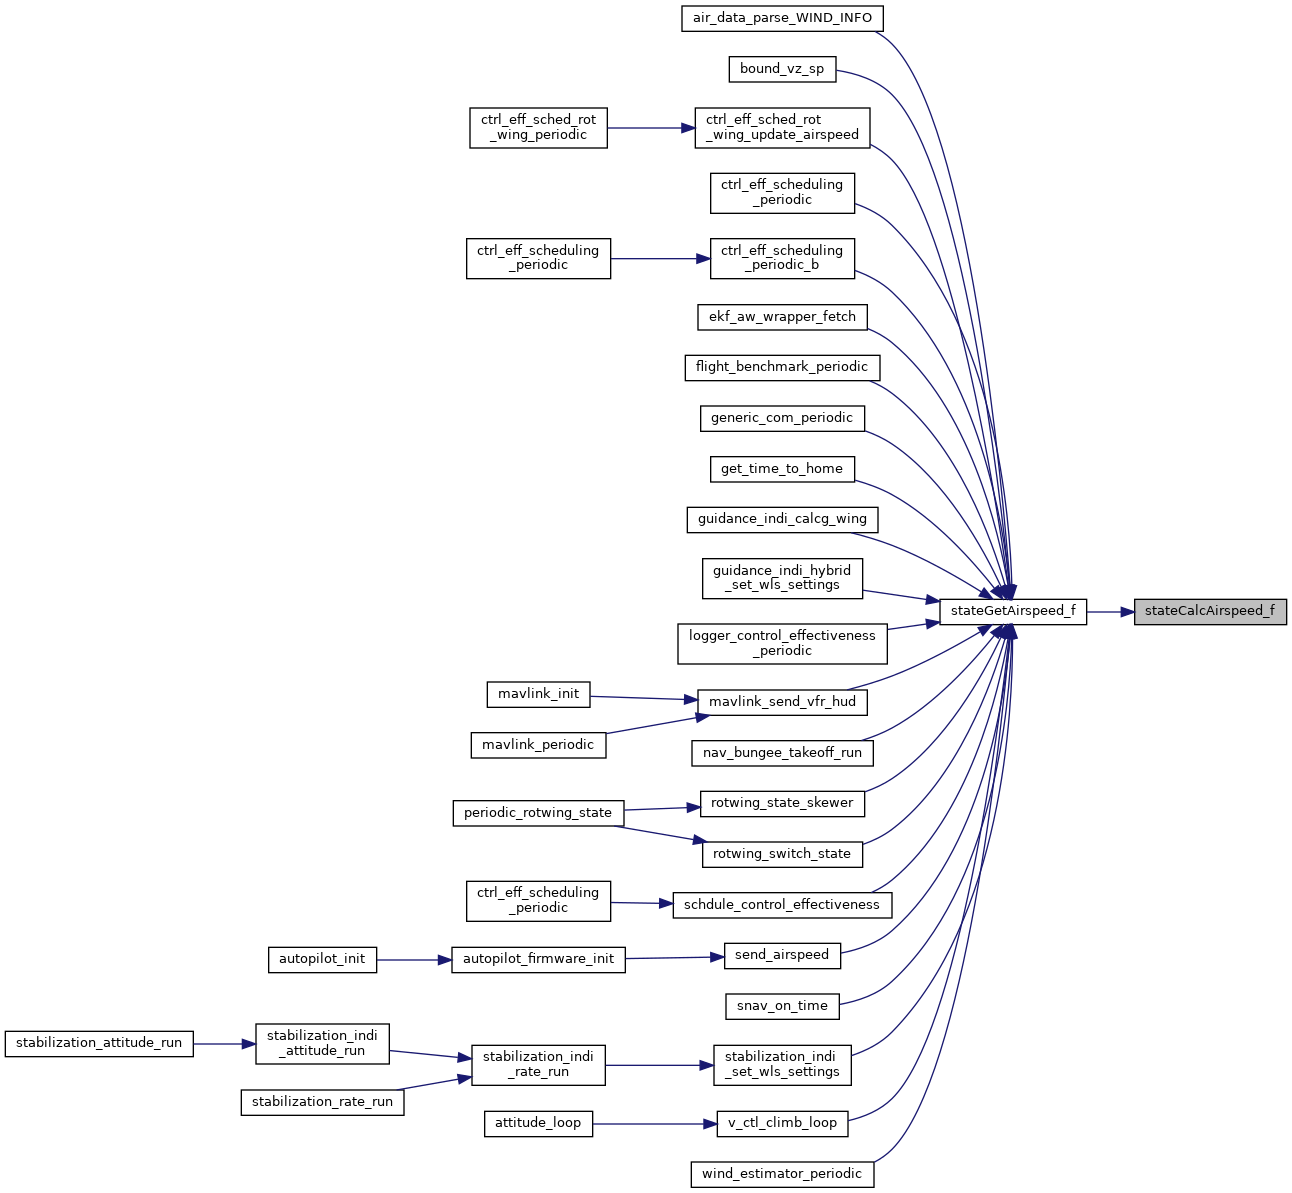 air_data_parse_WIND_INFO
bound_vz_sp
ctrl_eff_sched_rot
_wing_periodic
ctrl_eff_sched_rot
_wing_update_airspeed
ctrl_eff_scheduling
_periodic
ctrl_eff_scheduling
_periodic
ctrl_eff_scheduling
_periodic_b
ekf_aw_wrapper_fetch
flight_benchmark_periodic
generic_com_periodic
get_time_to_home
guidance_indi_calcg_wing
guidance_indi_hybrid
_set_wls_settings
stateGetAirspeed_f
stateCalcAirspeed_f
logger_control_effectiveness
_periodic
mavlink_init
mavlink_send_vfr_hud
mavlink_periodic
nav_bungee_takeoff_run
rotwing_state_skewer
periodic_rotwing_state
rotwing_switch_state
ctrl_eff_scheduling
_periodic
schdule_control_effectiveness
autopilot_init
autopilot_firmware_init
send_airspeed
snav_on_time
stabilization_attitude_run
stabilization_indi
_attitude_run
stabilization_indi
_rate_run
stabilization_indi
_set_wls_settings
stabilization_rate_run
attitude_loop
v_ctl_climb_loop
wind_estimator_periodic